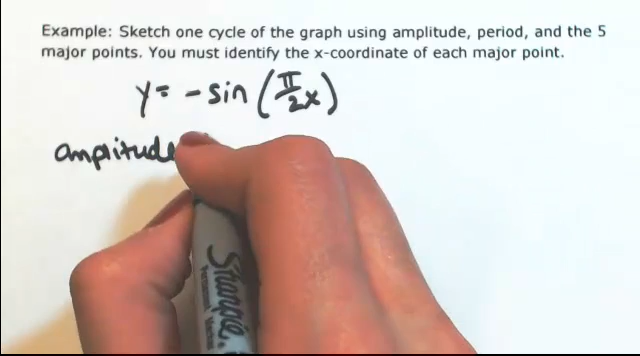 Example: Sketch one cycle of the graph using amplitude, period, and the 5
major points. You must identify the x-coordinate of each major point.
y = -sin (π/2 x)
amplitude
Sharpie.